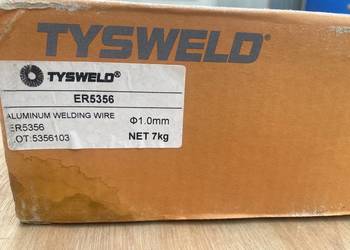 TYSWELD®
TYSWELD®
ER5356
ALUMINUM WELDING WIRE
ER5356
Φ1.0mm
LOT:5356103
NET 7kg